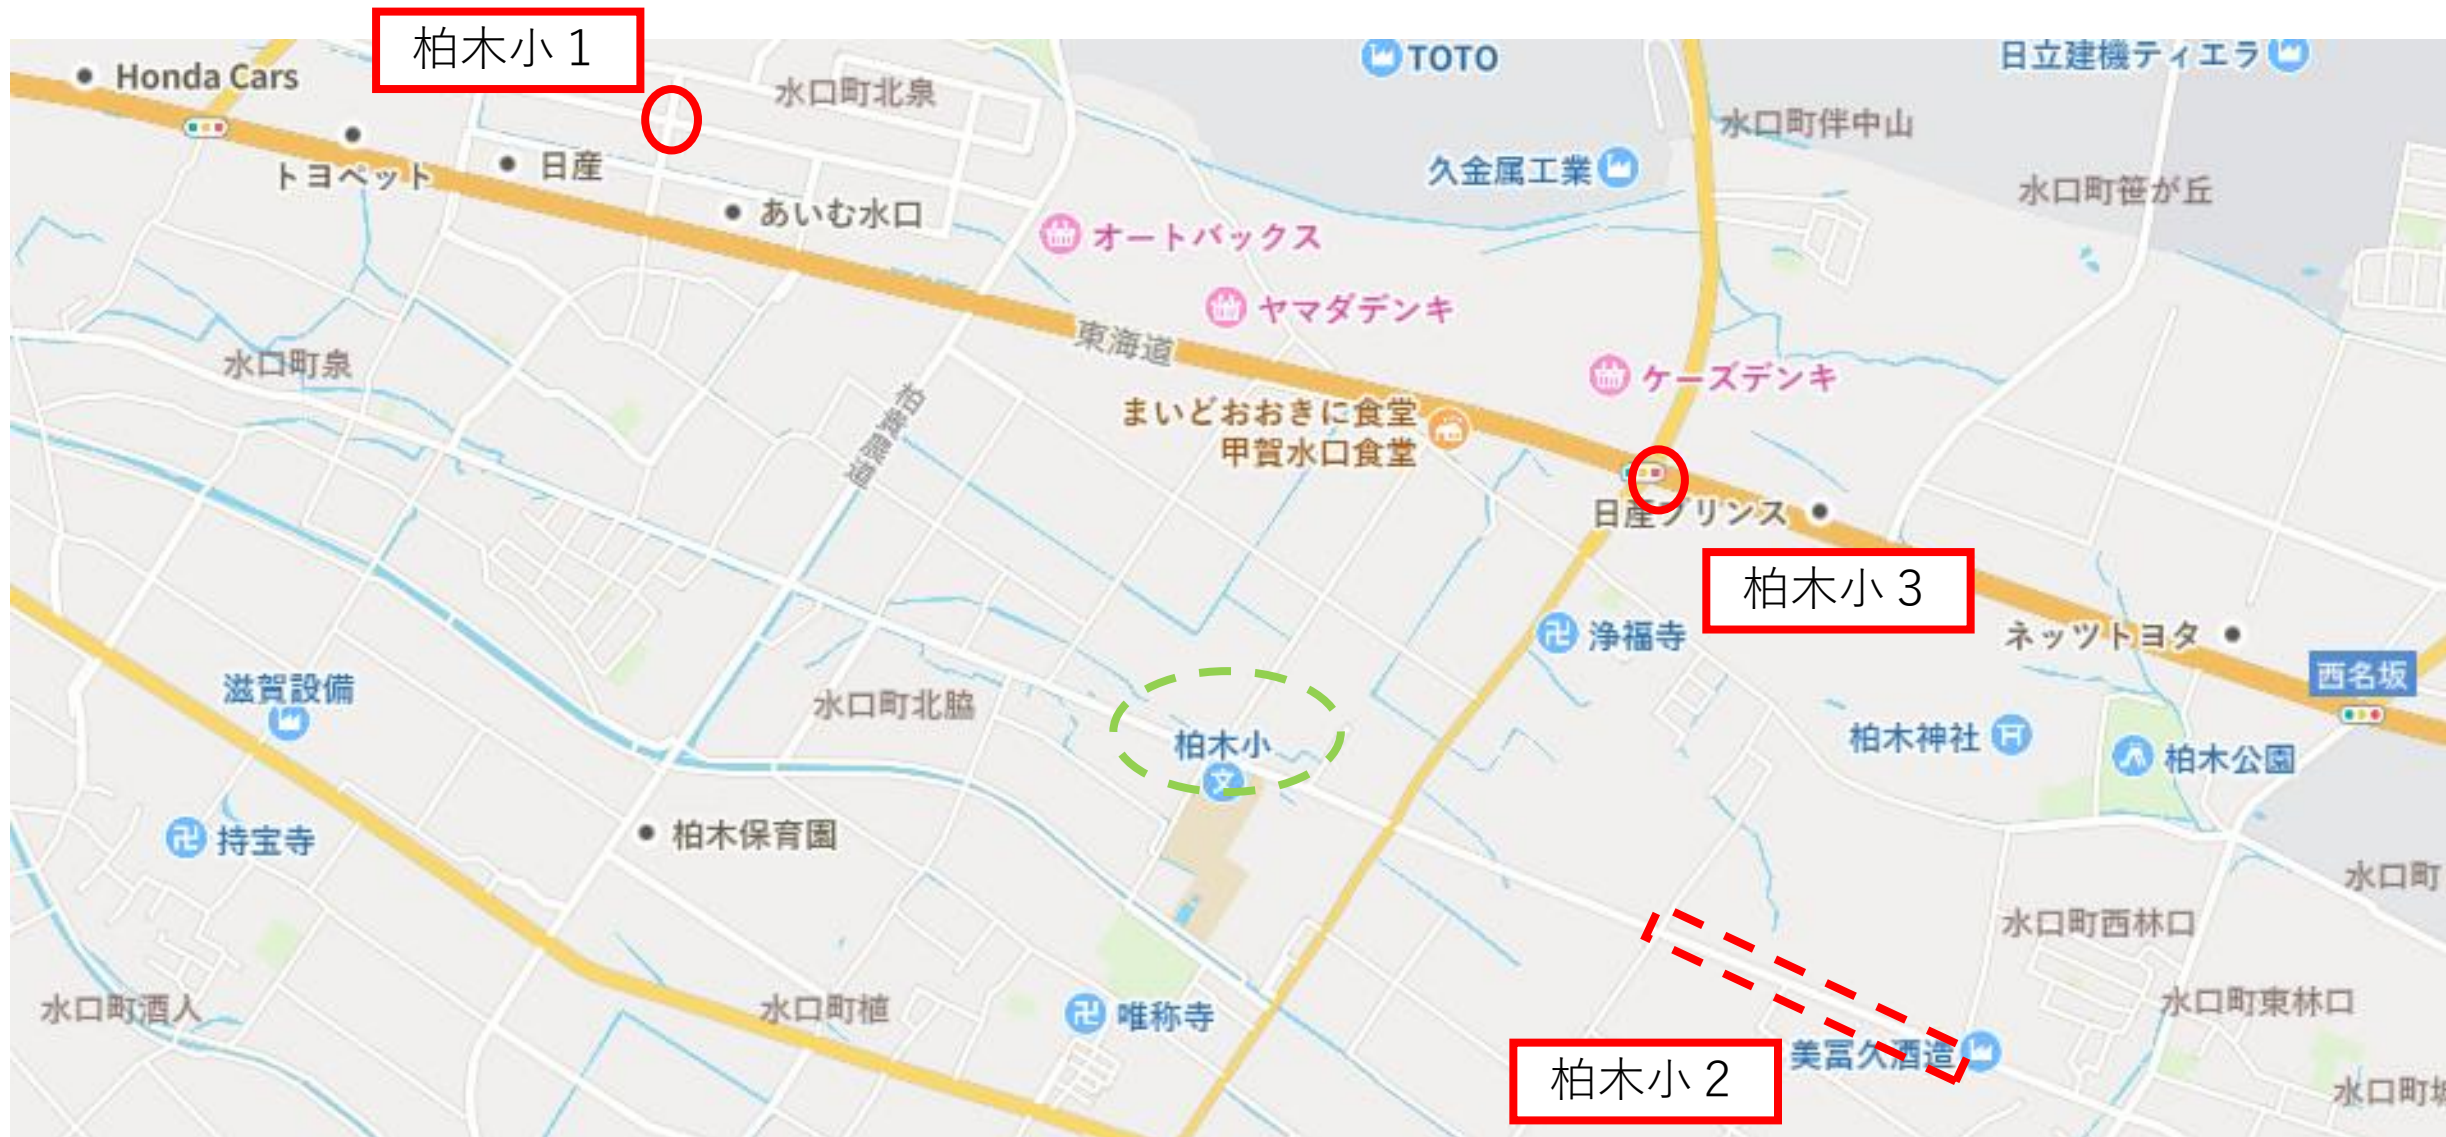 柏木小１
Honda Cars
水口町北泉
TOTO
日立建機ティエラ
水口町伴中山
トヨペット
日産
久金属工業
水口町笹が丘
あいむ水口
オートバックス
ヤマダデンキ
東海道
水口町泉
ケーズデンキ
柏貴農道
まいどおおきに食堂
甲賀水口食堂
日産プリンス
柏木小３
浄福寺
ネッツトヨタ
西名坂
滋賀設備
水口町北脇
柏木小
文
柏木神社
柏木公園
持宝寺
柏木保育園
水口町
水口町西林口
水口町酒人
水口町植
唯称寺
水口町東林口
美冨久酒造
柏木小２
水口町城